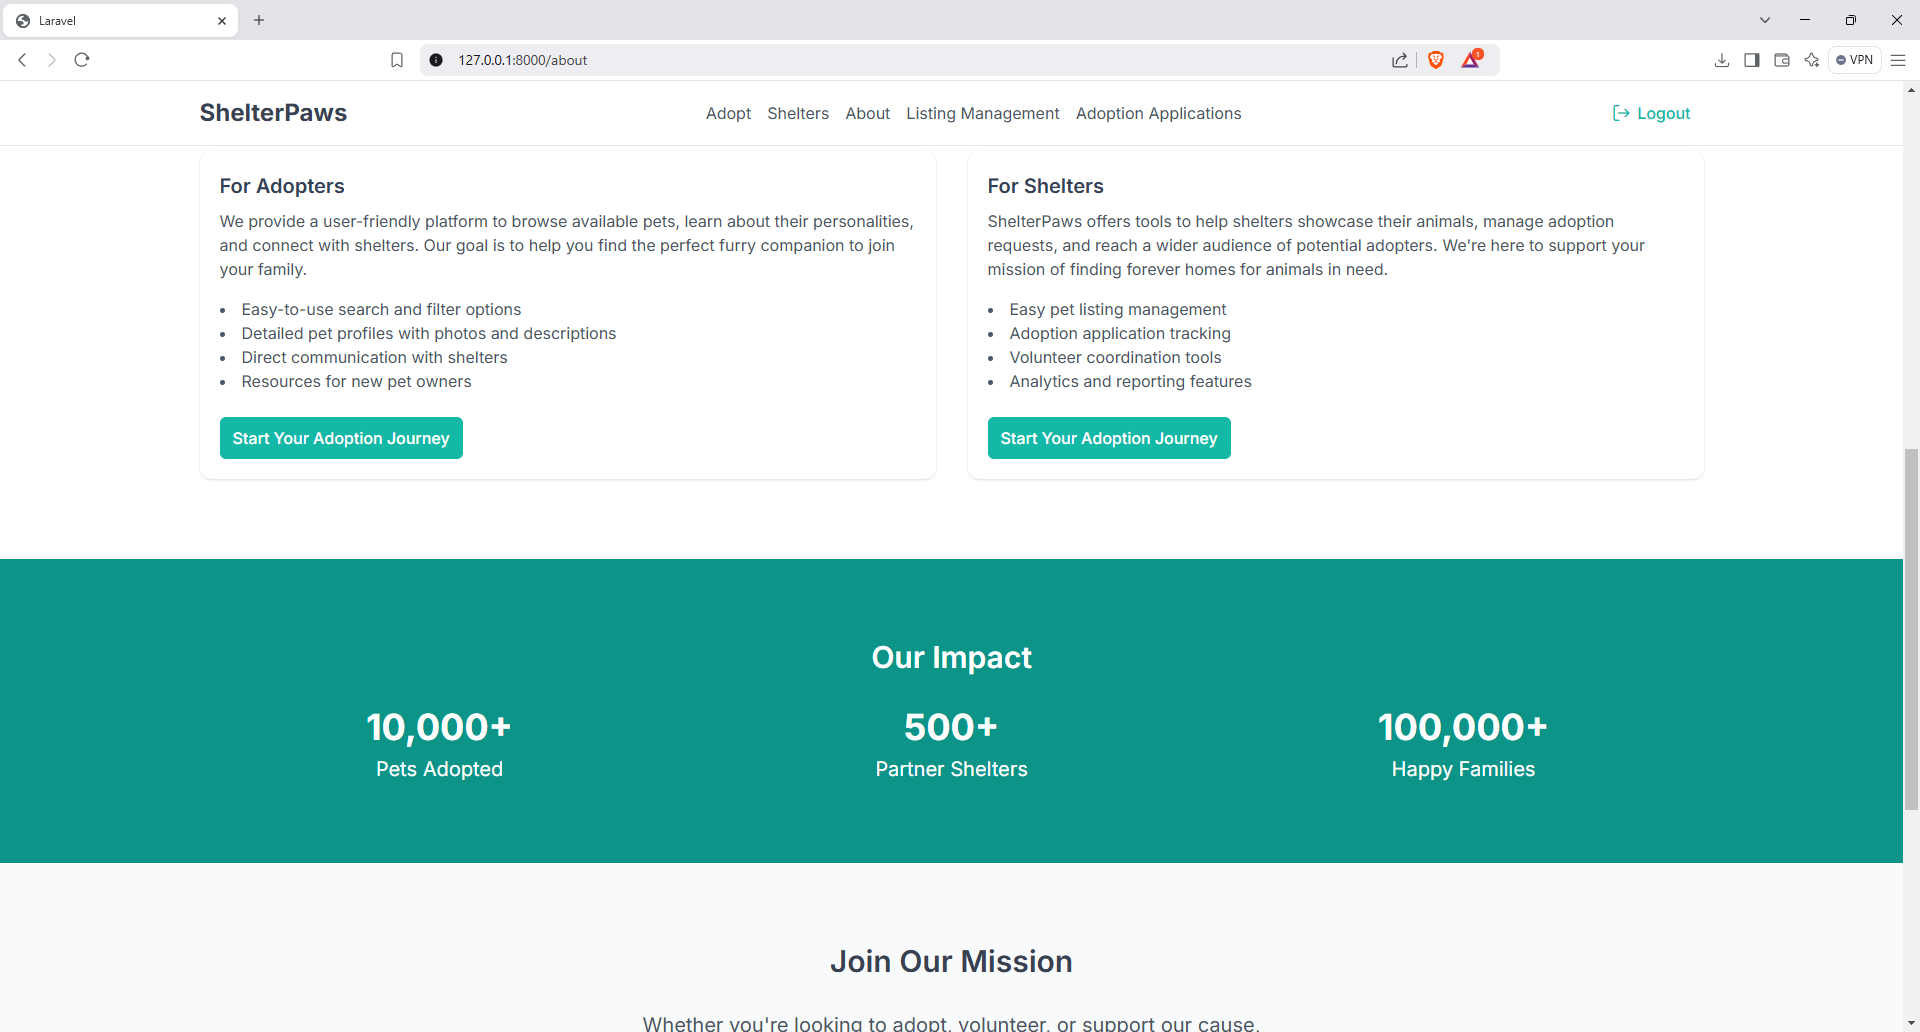 Laravel
127.0.0.1:8000/about
1
VPN
ShelterPaws
Adopt Shelters About Listing Management Adoption Applications
Logout
For Adopters
We provide a user-friendly platform to browse available pets, learn about their personalities,
and connect with shelters. Our goal is to help you find the perfect furry companion to join
your family.
• Easy-to-use search and filter options
• Detailed pet profiles with photos and descriptions
• Direct communication with shelters
• Resources for new pet owners
Start Your Adoption Journey
For Shelters
ShelterPaws offers tools to help shelters showcase their animals, manage adoption
requests, and reach a wider audience of potential adopters. We're here to support your
mission of finding forever homes for animals in need.
• Easy pet listing management
• Adoption application tracking
• Volunteer coordination tools
• Analytics and reporting features
Start Your Adoption Journey
Our Impact
10,000+
Pets Adopted
500+
Partner Shelters
100,000+
Happy Families
Join Our Mission
Whether you're looking to adopt, volunteer, or support our cause,